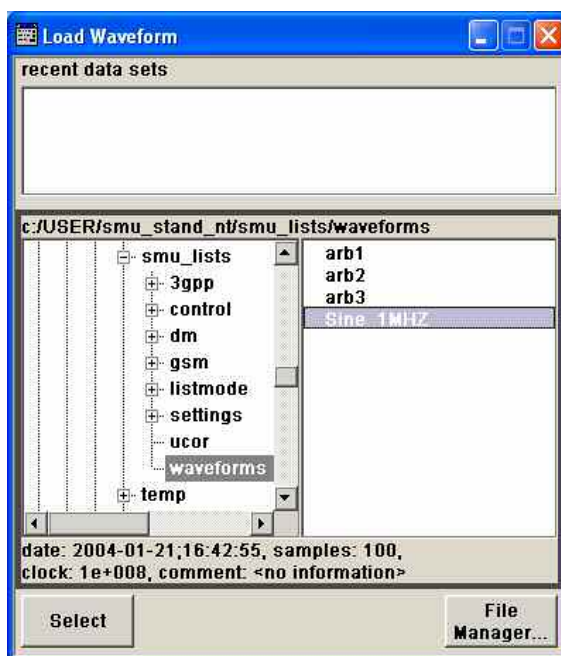 Load Waveform
recent data sets
c:/USER/smu_stand_nt/smu_lists/waveforms
smu_lists
3gpp
control
dm
gsm
listmode
settings
ucor
waveforms
temp
arb1
arb2
arb3
Sine_1MHZ
date: 2004-01-21;16:42:55, samples: 100,
clock: 1e+008, comment: <no information>
Select
File
Manager...